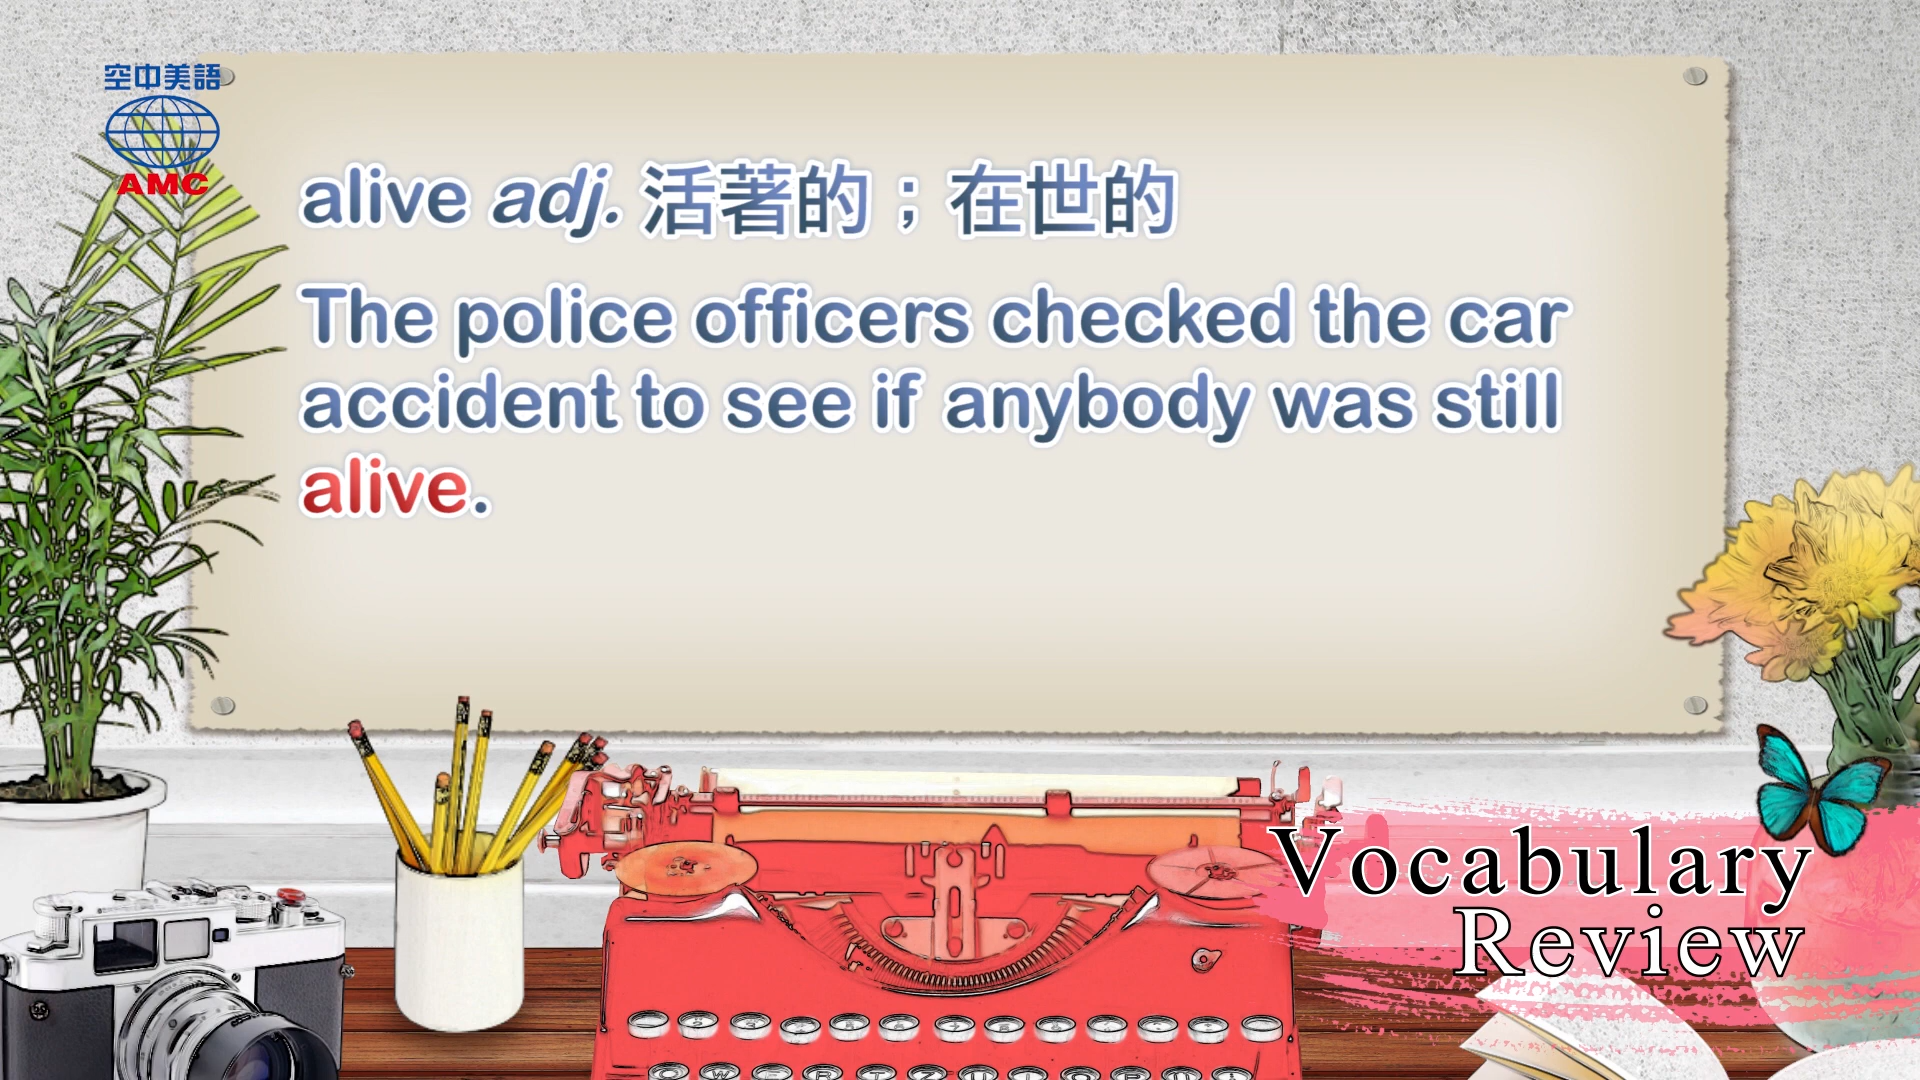 空中美語
AMC
alive adj. 活著的；在世的
The police officers checked the car
accident to see if anybody was still
alive.
Vocabulary
Review